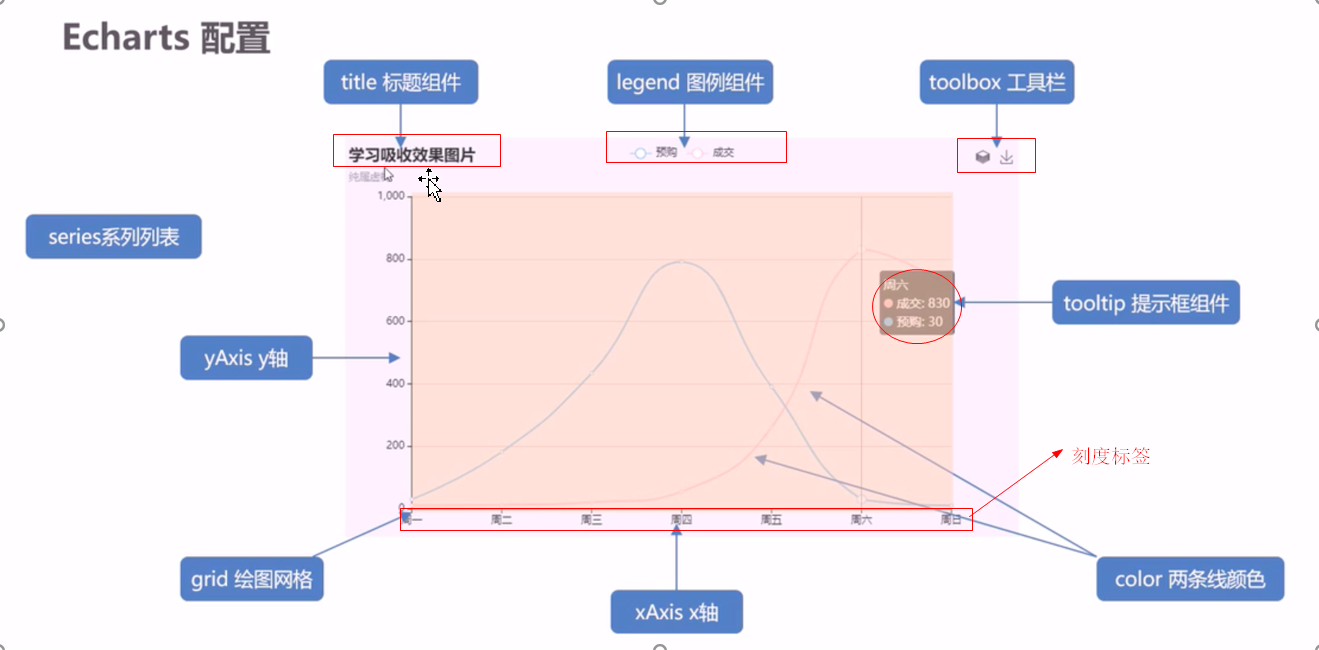 Echarts 配置
title 标题组件
legend 图例组件
toolbox 工具栏
学习吸收效果图片
预购
成交
纯属虚
1,000
series系列列表
800
周六
成交: 830
预购: 30
tooltip 提示框组件
600
yAxis y轴
400
200
刻度标签
0
周一
周二
周三
周四
周五
周六
周日
grid 绘图网格
xAxis x轴
color 两条线颜色